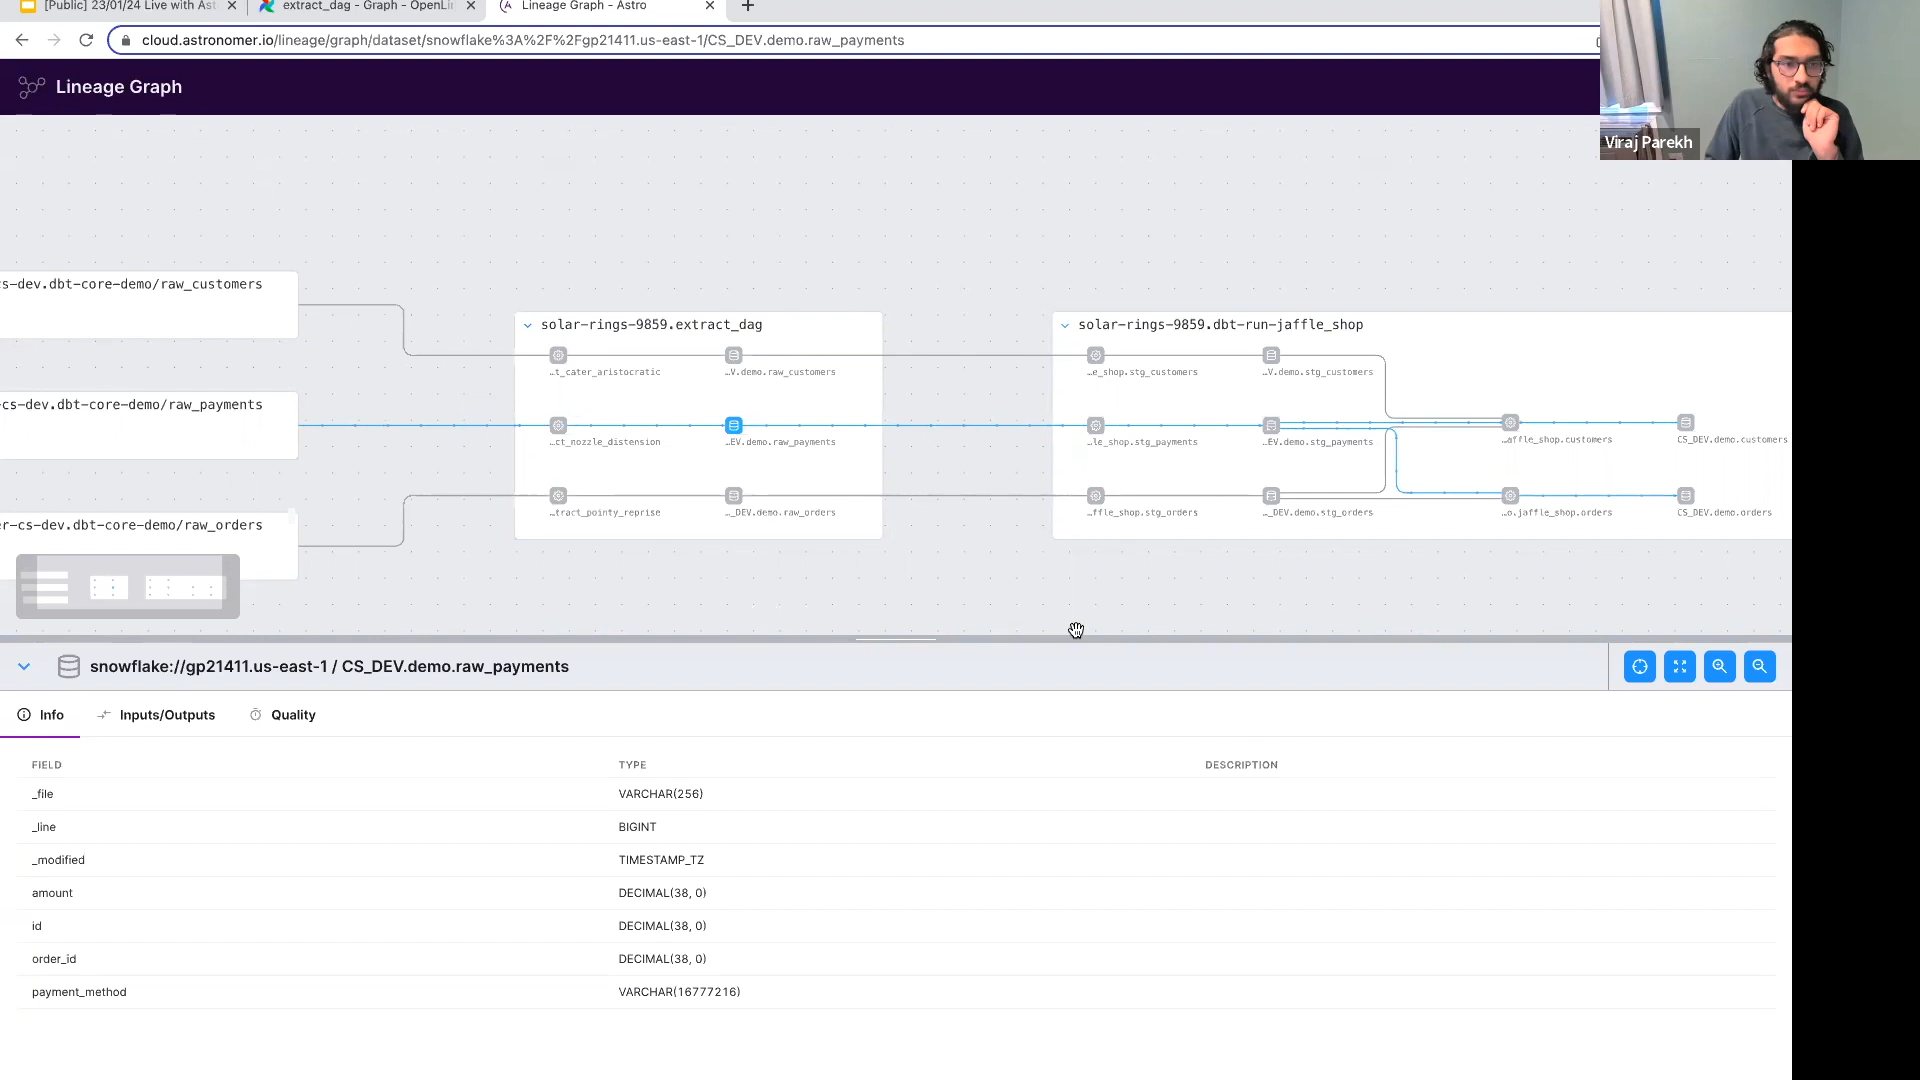 [Public] 23/01/24 Live with Ast
extract_dag - Graph - OpenLi
Lineage Graph - Astro
cloud.astronomer.io/lineage/graph/dataset/snowflake%3A%2F%2Fgp21411.us-east-1/CS_DEV.demo.raw_payments
Lineage Graph
Viraj Parekh
cs-dev.dbt-core-demo/raw_customers
solar-rings-9859.extract_dag
solar-rings-9859.dbt-run-jaffle_shop
…t_cater_aristocratic
…V.demo.raw_customers
…e_shop.stg_customers
…V.demo.stg_customers
-cs-dev.dbt-core-demo/raw_payments
…ct_nozzle_distension
…EV.demo.raw_payments
…le_shop.stg_payments
…EV.demo.stg_payments
…affle_shop.customers
CS_DEV.demo.customers
er-cs-dev.dbt-core-demo/raw_orders
…tract_pointy_reprise
…_DEV.demo.raw_orders
…ffle_shop.stg_orders
…_DEV.demo.stg_orders
…o.jaffle_shop.orders
CS_DEV.demo.orders
snowflake://gp21411.us-east-1 / CS_DEV.demo.raw_payments
Info
Inputs/Outputs
Quality
FIELD TYPE DESCRIPTION
_file VARCHAR(256)
_line BIGINT
_modified TIMESTAMP_TZ
amount DECIMAL(38, 0)
id DECIMAL(38, 0)
order_id DECIMAL(38, 0)
payment_method VARCHAR(16777216)